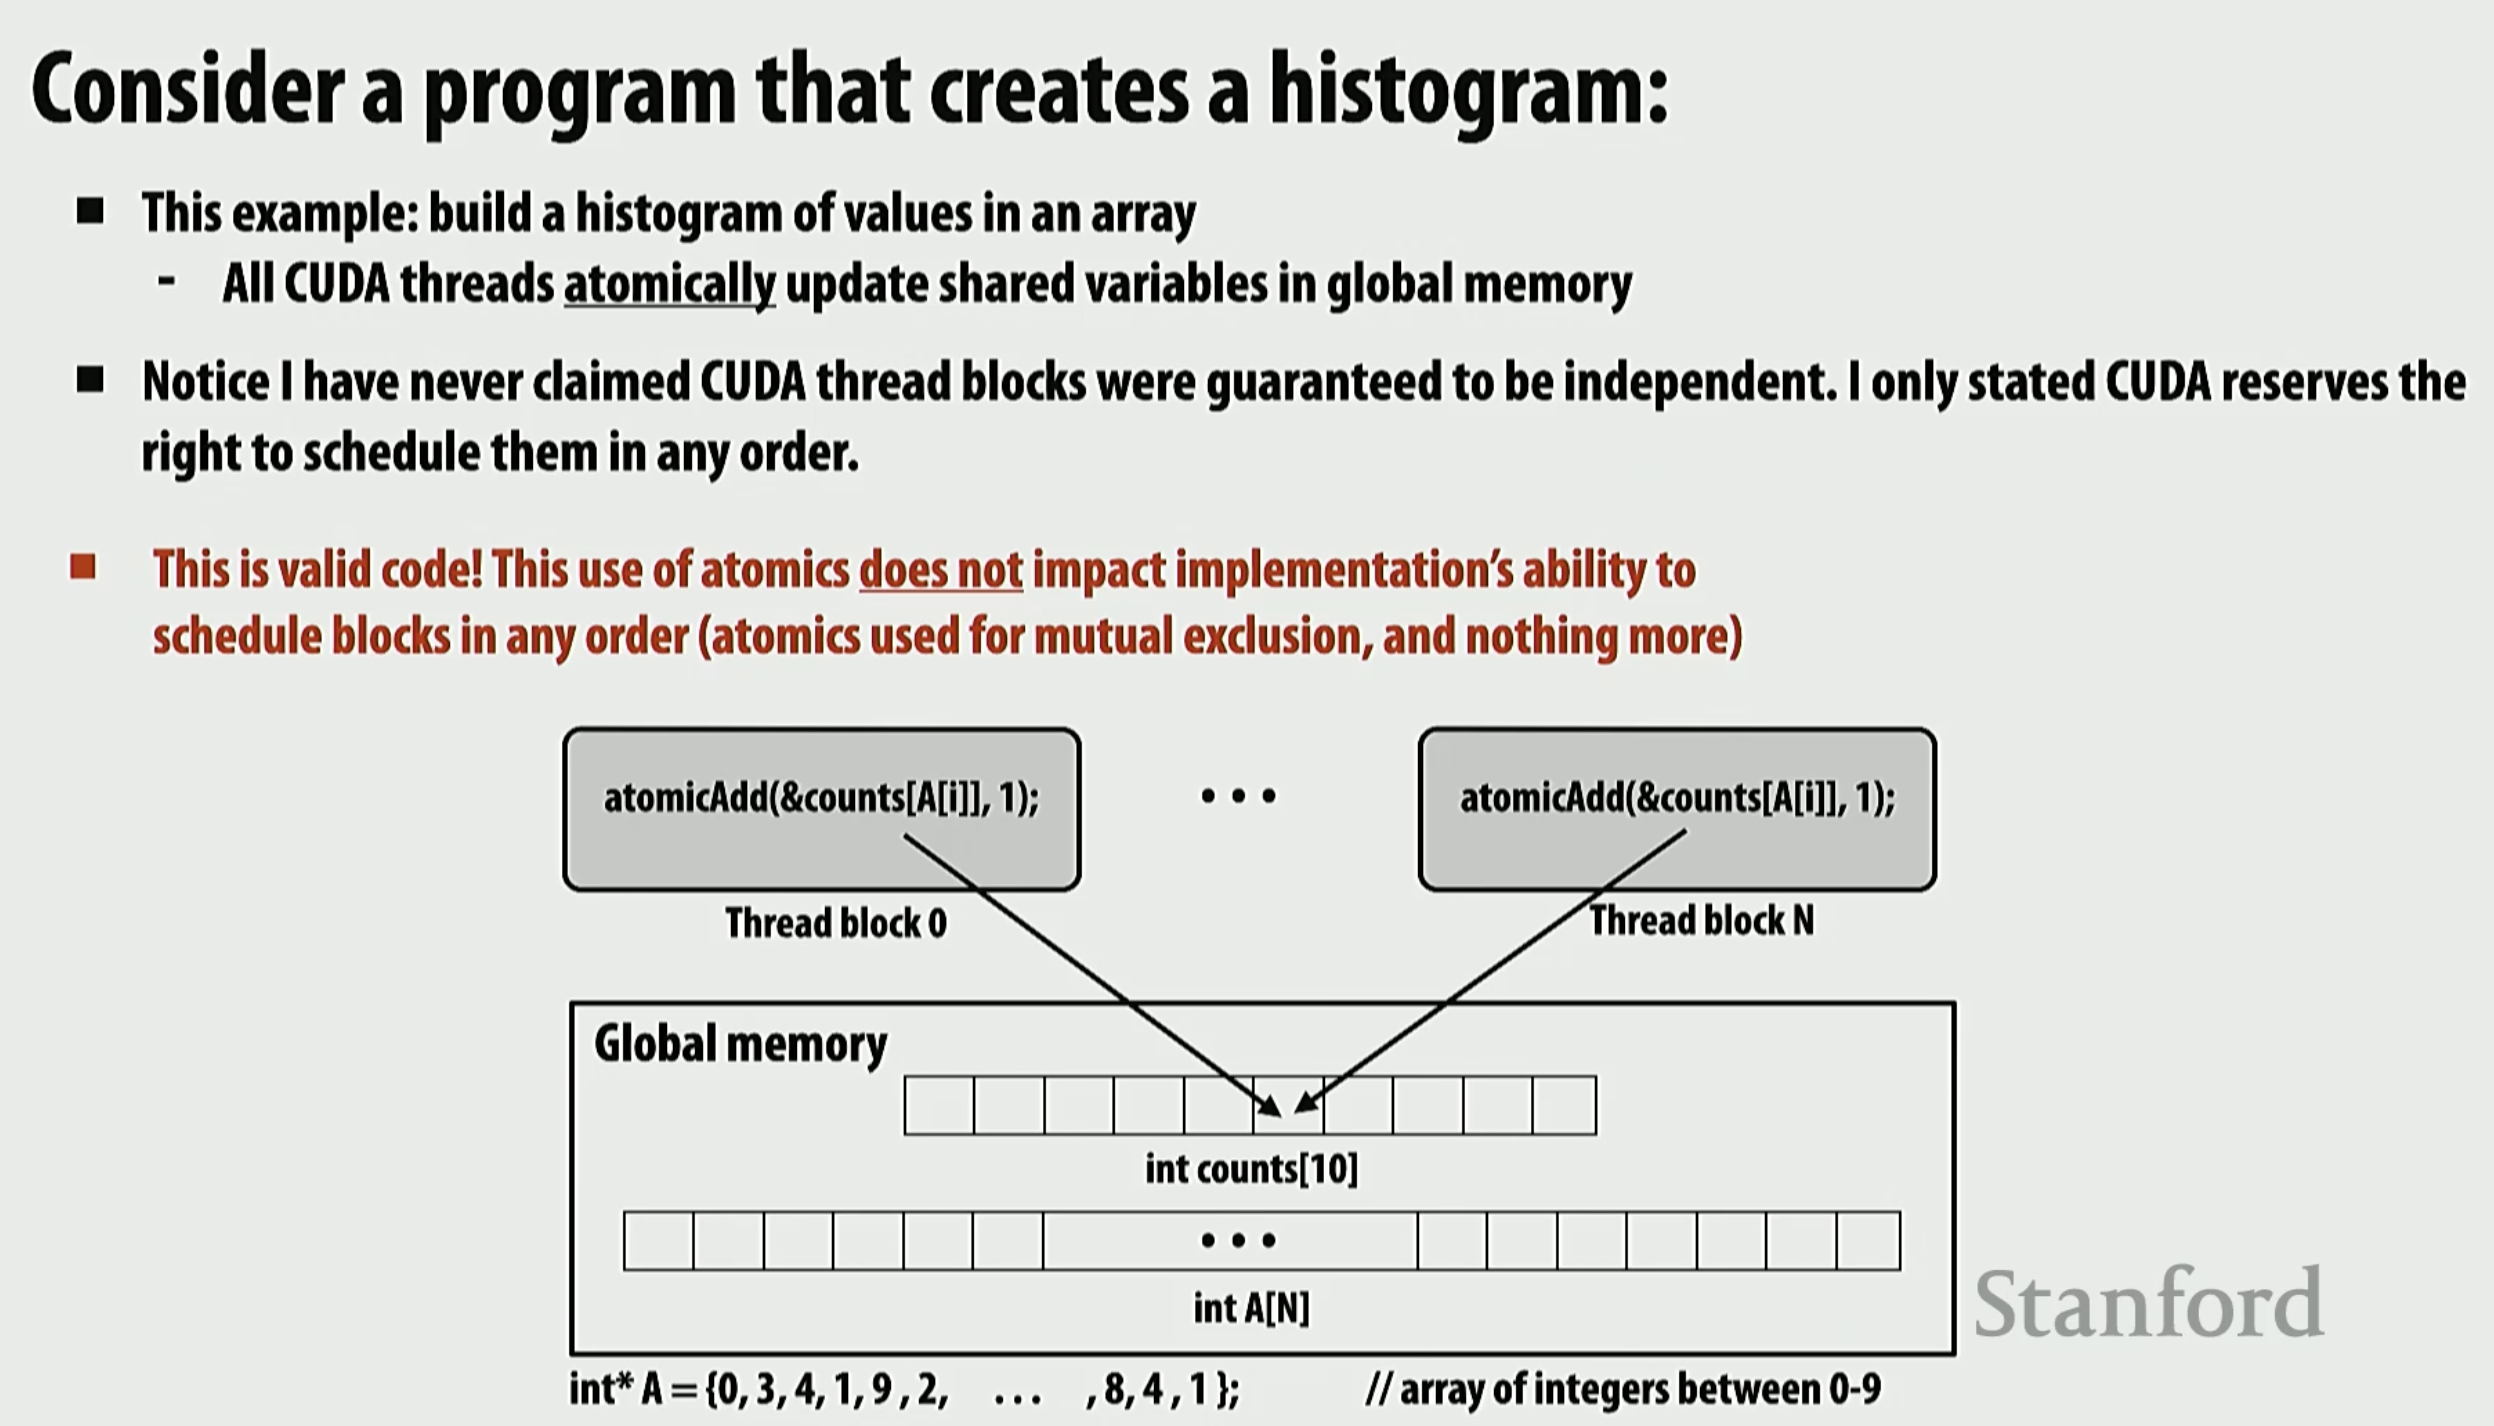 Consider a program that creates a histogram:
■ This example: build a histogram of values in an array
- All CUDA threads atomically update shared variables in global memory
■ Notice I have never claimed CUDA thread blocks were guaranteed to be independent. I only stated CUDA reserves the
right to schedule them in any order.
■ This is valid code! This use of atomics does not impact implementation’s ability to
schedule blocks in any order (atomics used for mutual exclusion, and nothing more)
atomicAdd(&counts[A[i]], 1); • • • atomicAdd(&counts[A[i]], 1);
Thread block 0 Thread block N
Global memory
int counts[10]
• • •
int A[N]
Stanford
int* A = {0, 3, 4, 1, 9 , 2, ... , 8, 4 , 1 }; // array of integers between 0-9